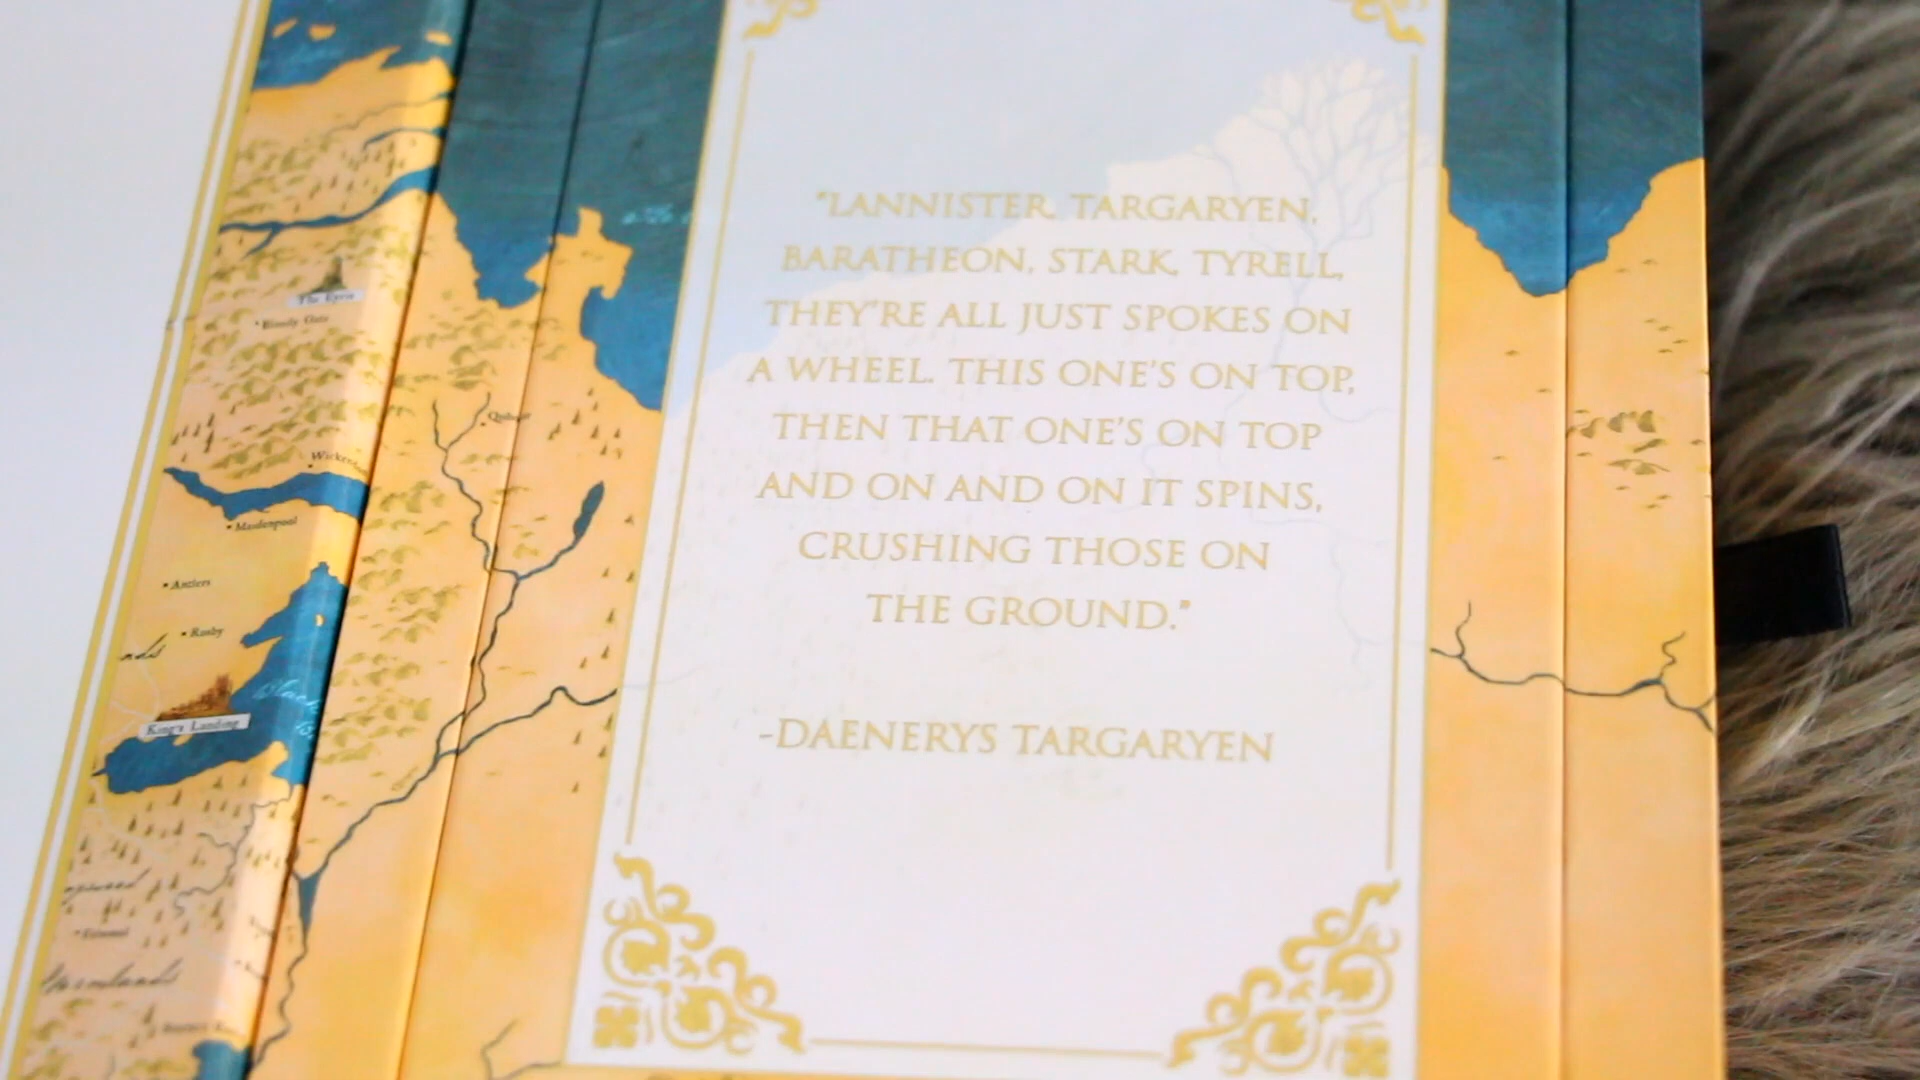 "LANNISTER, TARGARYEN,
BARATHEON, STARK, TYRELL,
THEY'RE ALL JUST SPOKES ON
A WHEEL. THIS ONE'S ON TOP,
THEN THAT ONE'S ON TOP
AND ON AND ON IT SPINS,
CRUSHING THOSE ON
THE GROUND."
-DAENERYS TARGARYEN
The Eyrie
Bloody Gate
Maidenpool
Antlers
Rosby
King's Landing